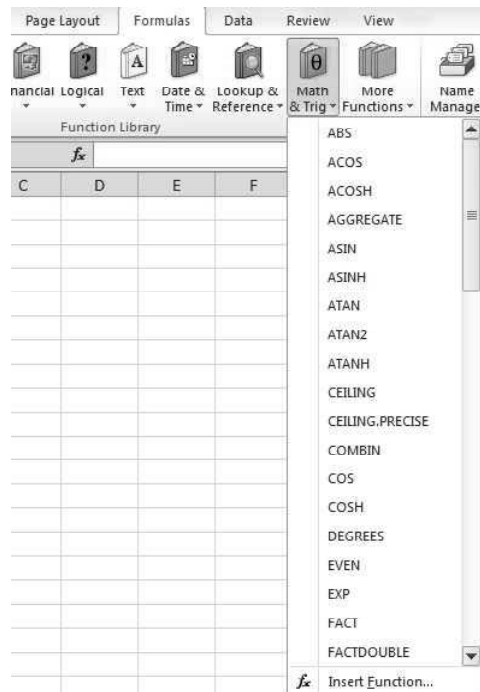 Page Layout Formulas Data Review View
nancial Logical Text Date & Time Lookup & Reference Math & Trig More Functions Name Manage
Function Library
fx
C D E F
ABS
ACOS
ACOSH
AGGREGATE
ASIN
ASINH
ATAN
ATAN2
ATANH
CEILING
CEILING.PRECISE
COMBIN
COS
COSH
DEGREES
EVEN
EXP
FACT
FACTDOUBLE
fx Insert Function...